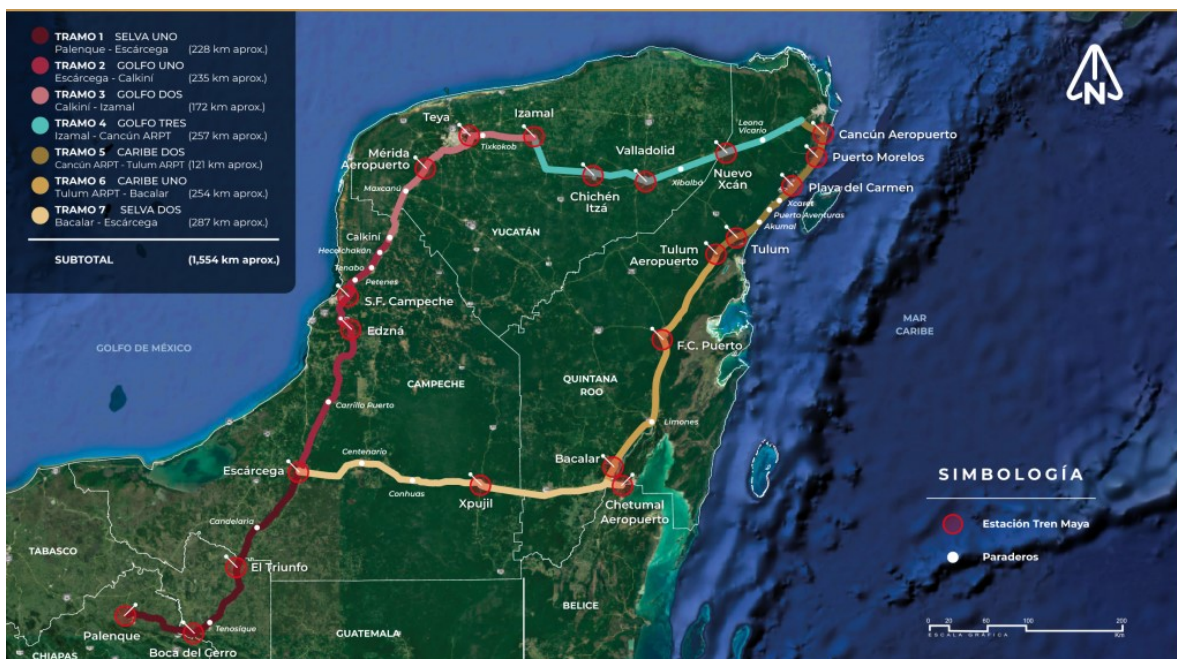 TRAMO 1 SELVA UNO
Palenque - Escárcega (228 km aprox.)
TRAMO 2 GOLFO UNO
Escárcega - Calkiní (235 km aprox.)
TRAMO 3 GOLFO DOS
Calkiní - Izamal (172 km aprox.)
TRAMO 4 GOLFO TRES
Izamal - Cancún ARPT (257 km aprox.)
TRAMO 5 CARIBE DOS
Cancún ARPT - Tulum ARPT (121 km aprox.)
TRAMO 6 CARIBE UNO
Tulum ARPT - Bacalar (254 km aprox.)
TRAMO 7 SELVA DOS
Bacalar - Escárcega (287 km aprox.)
SUBTOTAL (1,554 km aprox.)
N
Teya
Izamal
Tixkokob
Leona
Vicario
Cancún Aeropuerto
Mérida
Aeropuerto
Valladolid
Puerto Morelos
Nuevo
Xcán
Xibalbá
Chichén
Itzá
Maxcanú
Playa del Carmen
Xcaret
Puerto Aventuras
Akumal
YUCATÁN
Calkiní
Hecelchakán
Tenabo
Petenes
Tulum
Aeropuerto
Tulum
S.F. Campeche
Edzná
MAR
CARIBE
GOLFO DE MÉXICO
F.C. Puerto
CAMPECHE
QUINTANA
ROO
Carrillo Puerto
Limones
Escárcega
Centenario
Conhuas
Xpujil
Bacalar
Chetumal
Aeropuerto
SIMBOLOGÍA
Estación Tren Maya
Paraderos
Candelaria
TABASCO
El Triunfo
Palenque
Tenosique
Boca del Cerro
CHIAPAS
GUATEMALA
BELICE
0 20 60 100 200
ESCALA GRÁFICA